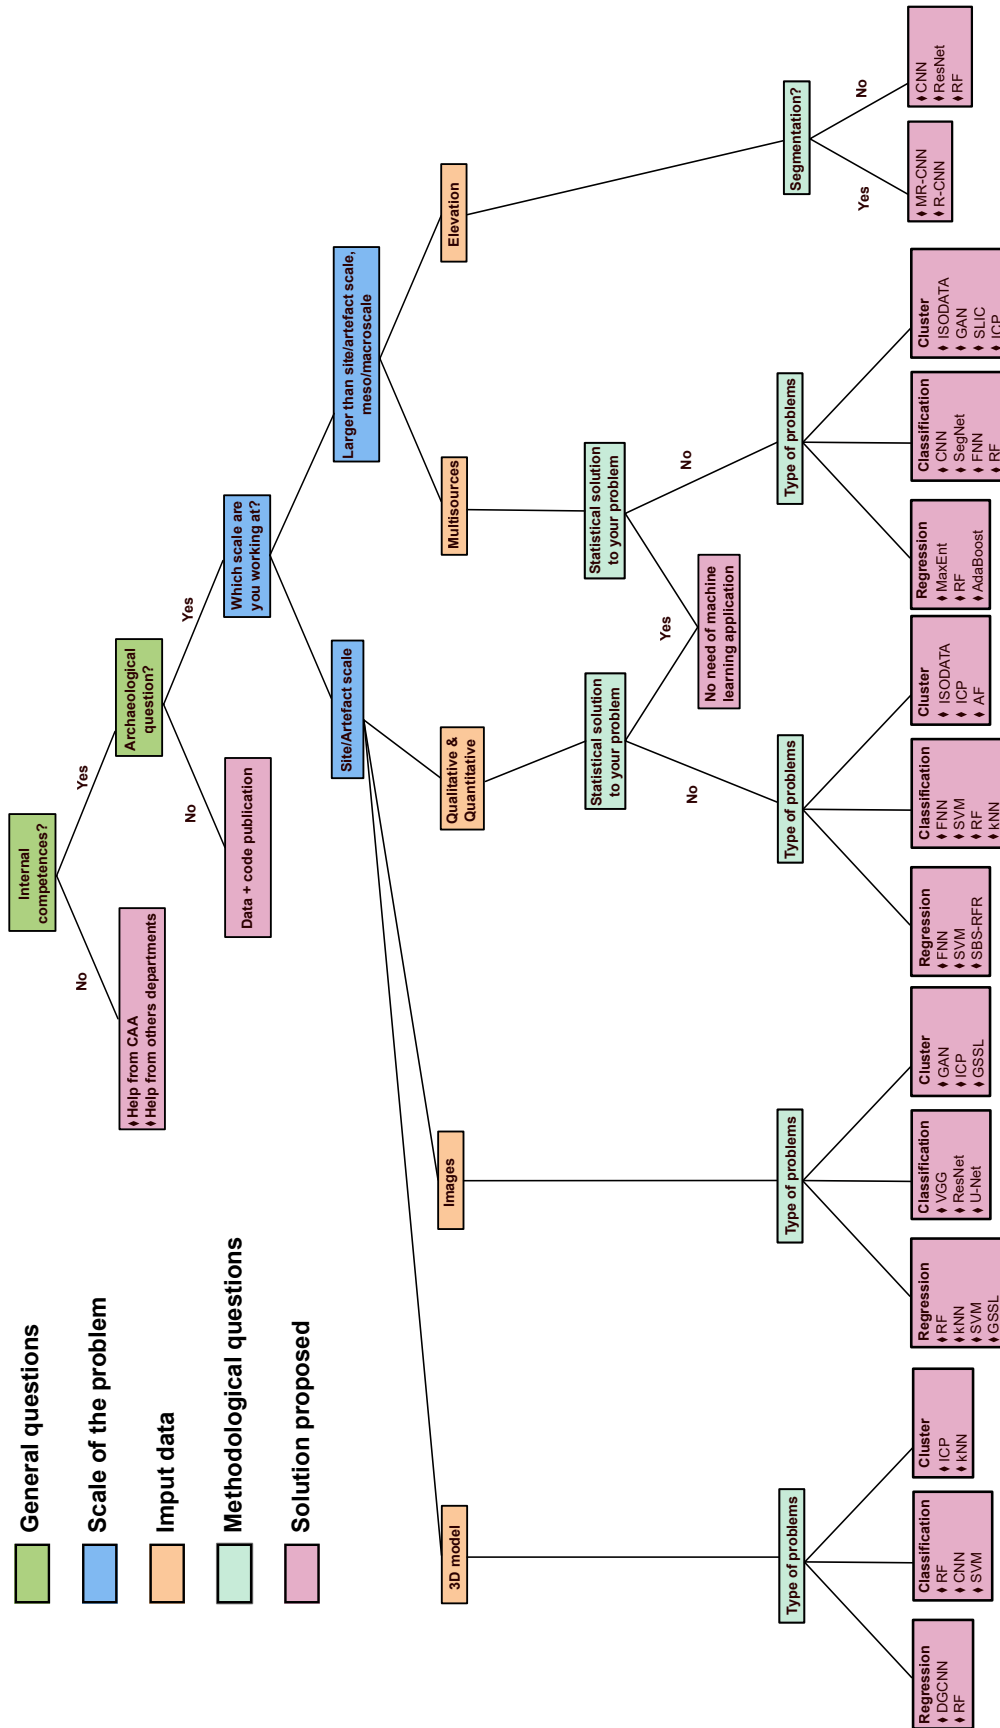 General questions
Scale of the problem
Imput data
Methodological questions
Solution proposed
Internal
competences?
No
Yes
♦Help from CAA
♦Help from others departments
Archaeological
question?
No
Yes
Data + code publication
Which scale are
you working at?
Site/Artefact scale
Larger than site/artefact scale,
meso/macroscale
3D model
Images
Qualitative &
Quantitative
Multisources
Elevation
Statistical solution
to your problem
Statistical solution
to your problem
No
Yes
No
No need of machine
learning application
Type of problems
Type of problems
Type of problems
Type of problems
Segmentation?
Yes
No
Regression
♦DGCNN
♦RF
Classification
♦RF
♦CNN
♦SVM
Cluster
♦ICP
♦kNN
Regression
♦RF
♦kNN
♦SVM
♦GSSL
Classification
♦VGG
♦ResNet
♦U-Net
Cluster
♦GAN
♦ICP
♦GSSL
Regression
♦FNN
♦SVM
♦SBS-RFR
Classification
♦FNN
♦SVM
♦RF
♦kNN
Cluster
♦ISODATA
♦ICP
♦AF
Regression
♦MaxEnt
♦RF
♦AdaBoost
Classification
♦CNN
♦SegNet
♦FNN
♦RF
Cluster
♦ISODATA
♦GAN
♦SLIC
♦ICP
♦MR-CNN
♦R-CNN
♦CNN
♦ResNet
♦RF